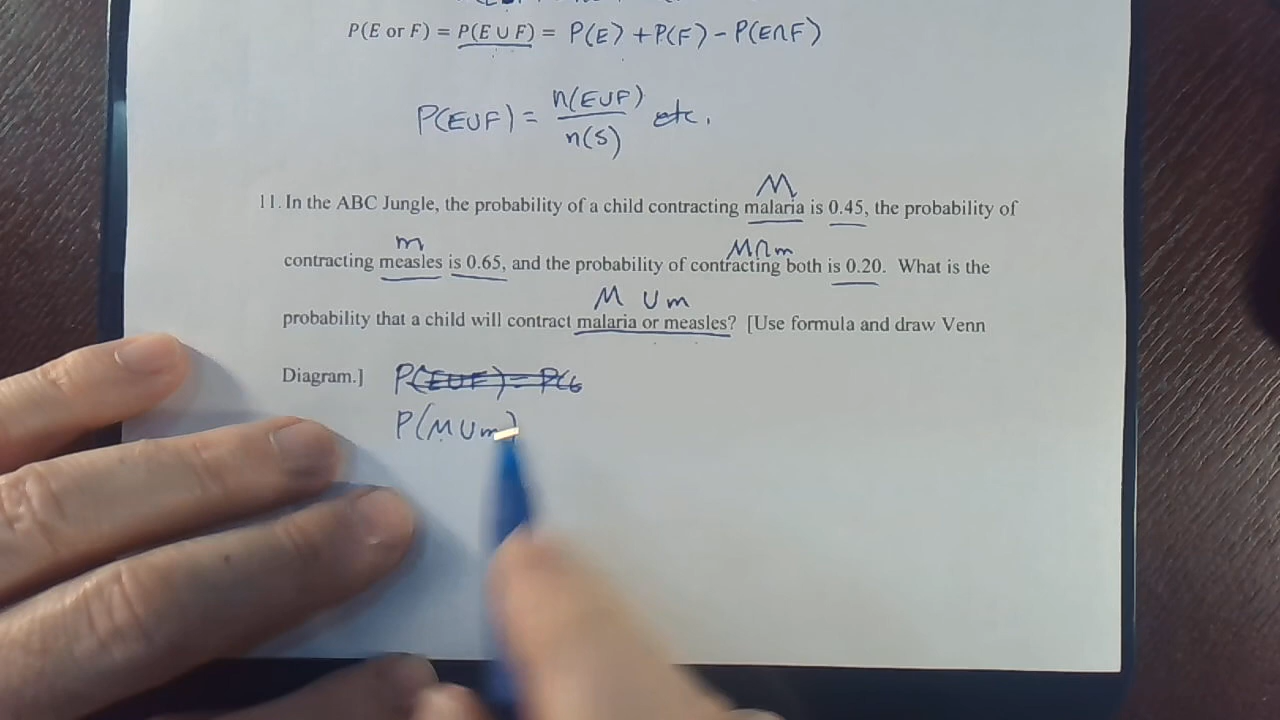 P(E or F) = P(E ∪ F) = P(E) + P(F) - P(E∩F)
P(E∪F) = n(E∪F) / n(S) etc.
M
11. In the ABC Jungle, the probability of a child contracting malaria is 0.45, the probability of
m M∩m
contracting measles is 0.65, and the probability of contracting both is 0.20. What is the
M ∪ m
probability that a child will contract malaria or measles? [Use formula and draw Venn
Diagram.] P(E∪F) = P(
P(M ∪ m)